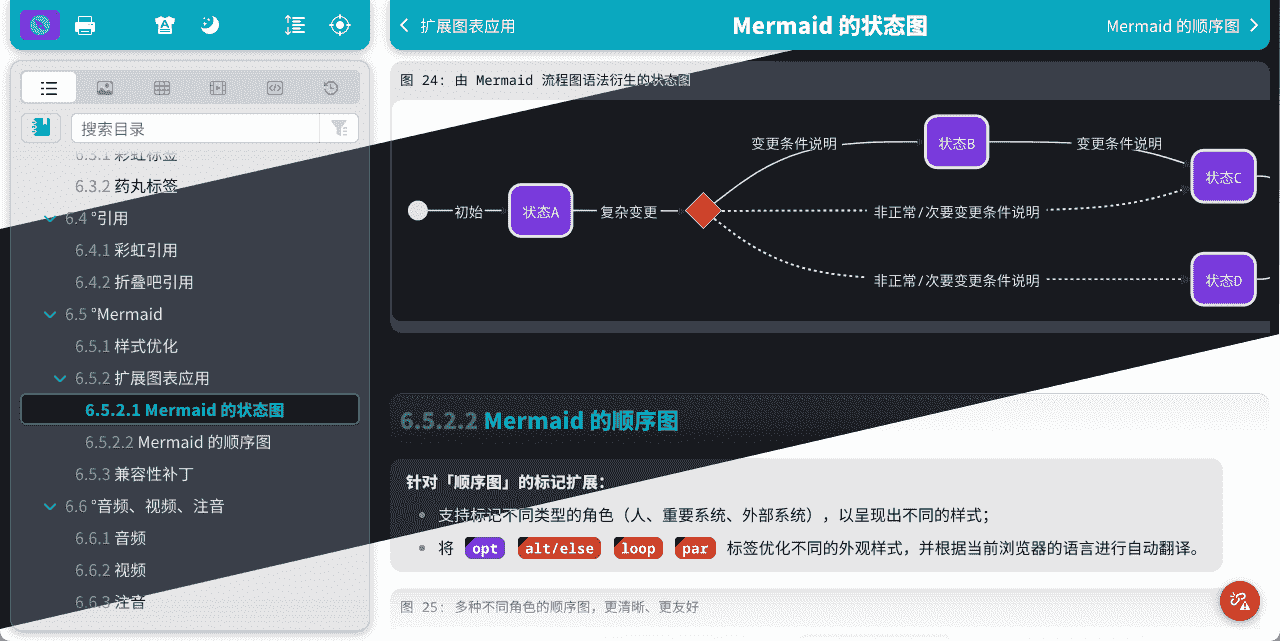 扩展图表应用
Mermaid 的状态图
Mermaid 的顺序图
搜索目录
6.3.1 彩虹标签
6.3.2 药丸标签
6.4 °引用
6.4.1 彩虹引用
6.4.2 折叠吧引用
6.5 °Mermaid
6.5.1 样式优化
6.5.2 扩展图表应用
6.5.2.1 Mermaid 的状态图
6.5.2.2 Mermaid 的顺序图
6.5.3 兼容性补丁
6.6 °音频、视频、注音
6.6.1 音频
6.6.2 视频
6.6.3 注音
图 24: 由 Mermaid 流程图语法衍生的状态图
初始
状态A
复杂变更
变更条件说明
状态B
变更条件说明
状态C
非正常/次要变更条件说明
非正常/次要变更条件说明
状态D
6.5.2.2 Mermaid 的顺序图
针对「顺序图」的标记扩展：
支持标记不同类型的角色（人、重要系统、外部系统），以呈现出不同的样式；
将 opt alt/else loop par 标签优化不同的外观样式，并根据当前浏览器的语言进行自动翻译。
图 25: 多种不同角色的顺序图，更清晰、更友好